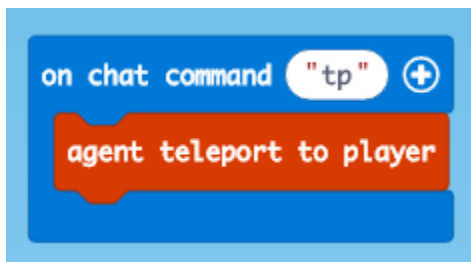 on chat command "tp"
agent teleport to player